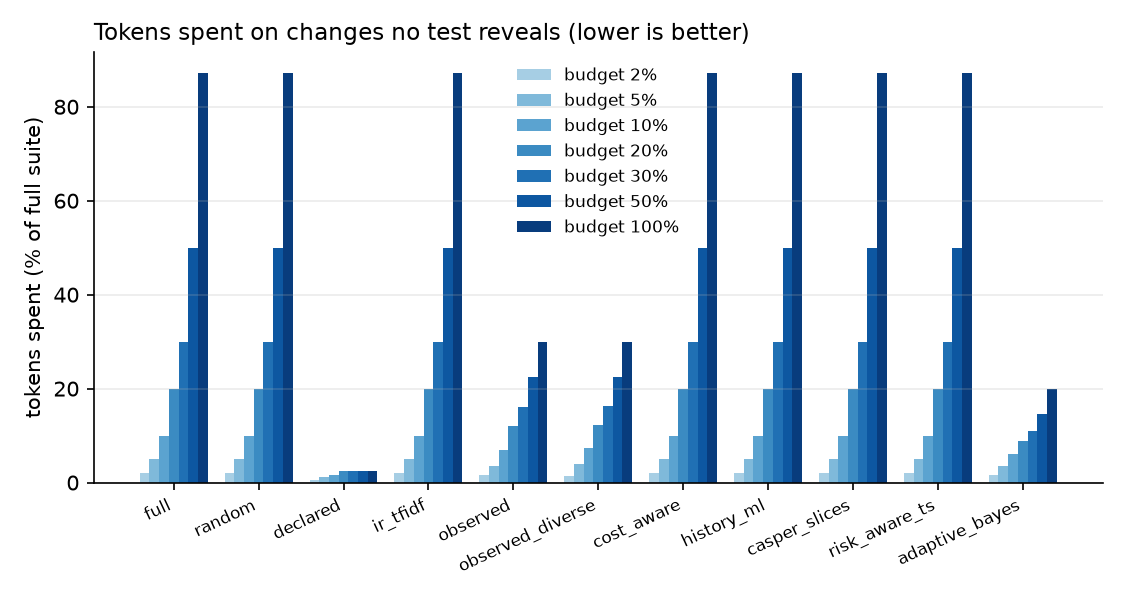 Tokens spent on changes no test reveals (lower is better)
tokens spent (% of full suite)
80
60
40
20
0
budget 2%
budget 5%
budget 10%
budget 20%
budget 30%
budget 50%
budget 100%
full
random
declared
ir_tfidf
observed
observed_diverse
cost_aware
history_ml
casper_slices
risk_aware_ts
adaptive_bayes